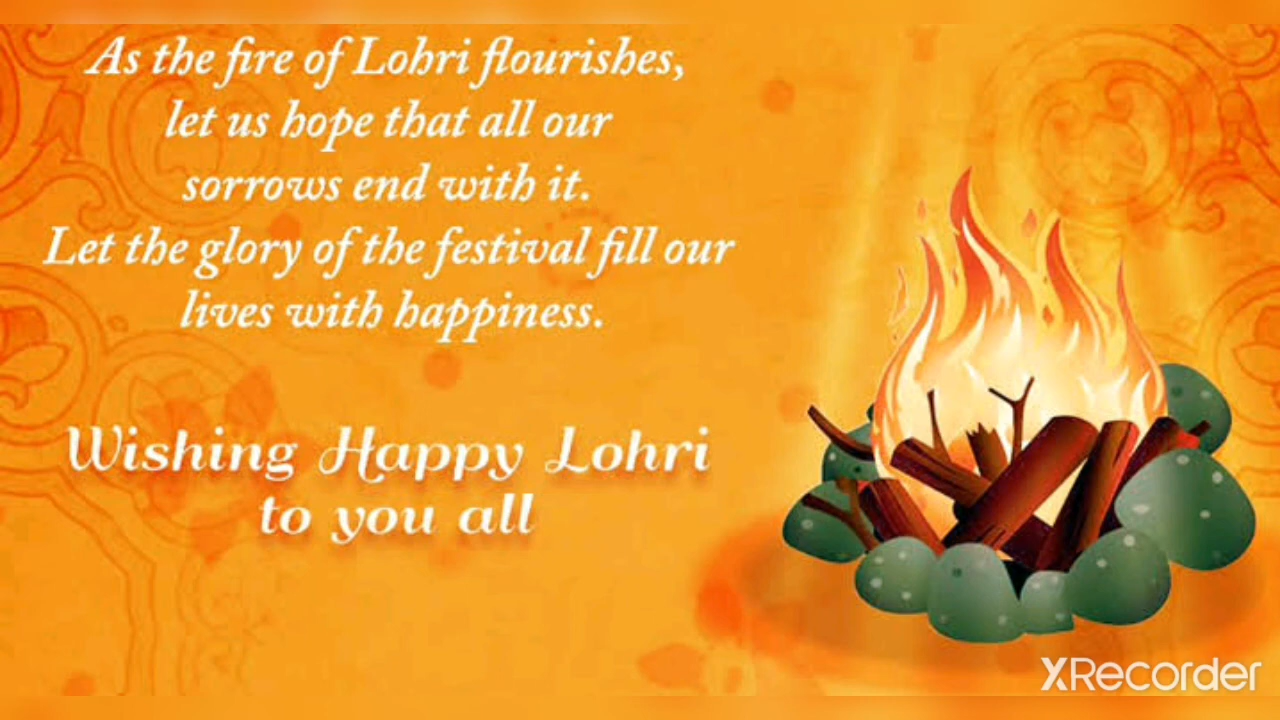 As the fire of Lohri flourishes,
let us hope that all our
sorrows end with it.
Let the glory of the festival fill our
lives with happiness.
Wishing Happy Lohri
to you all
XRecorder